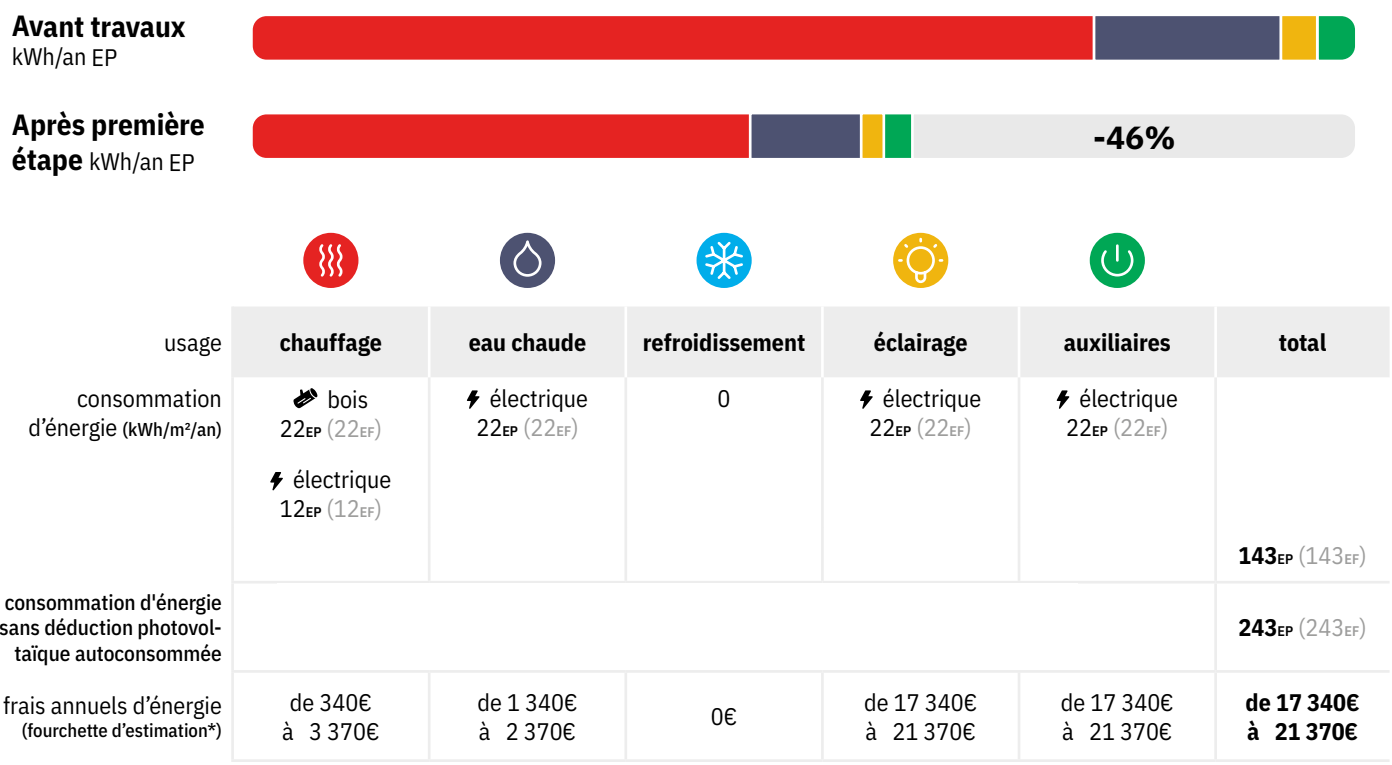 Avant travaux
kWh/an EP
Après première
étape kWh/an EP
-46%
usage
chauffage
eau chaude
refroidissement
éclairage
auxiliaires
total
consommation
d’énergie (kWh/m²/an)
bois
22EP (22EF)
électrique
12EP (12EF)
électrique
22EP (22EF)
0
électrique
22EP (22EF)
électrique
22EP (22EF)
143EP (143EF)
consommation d'énergie
sans déduction photovol-
taïque autoconsommée
243EP (243EF)
frais annuels d’énergie
(fourchette d’estimation*)
de 340€
à 3 370€
de 1 340€
à 2 370€
0€
de 17 340€
à 21 370€
de 17 340€
à 21 370€
de 17 340€
à 21 370€